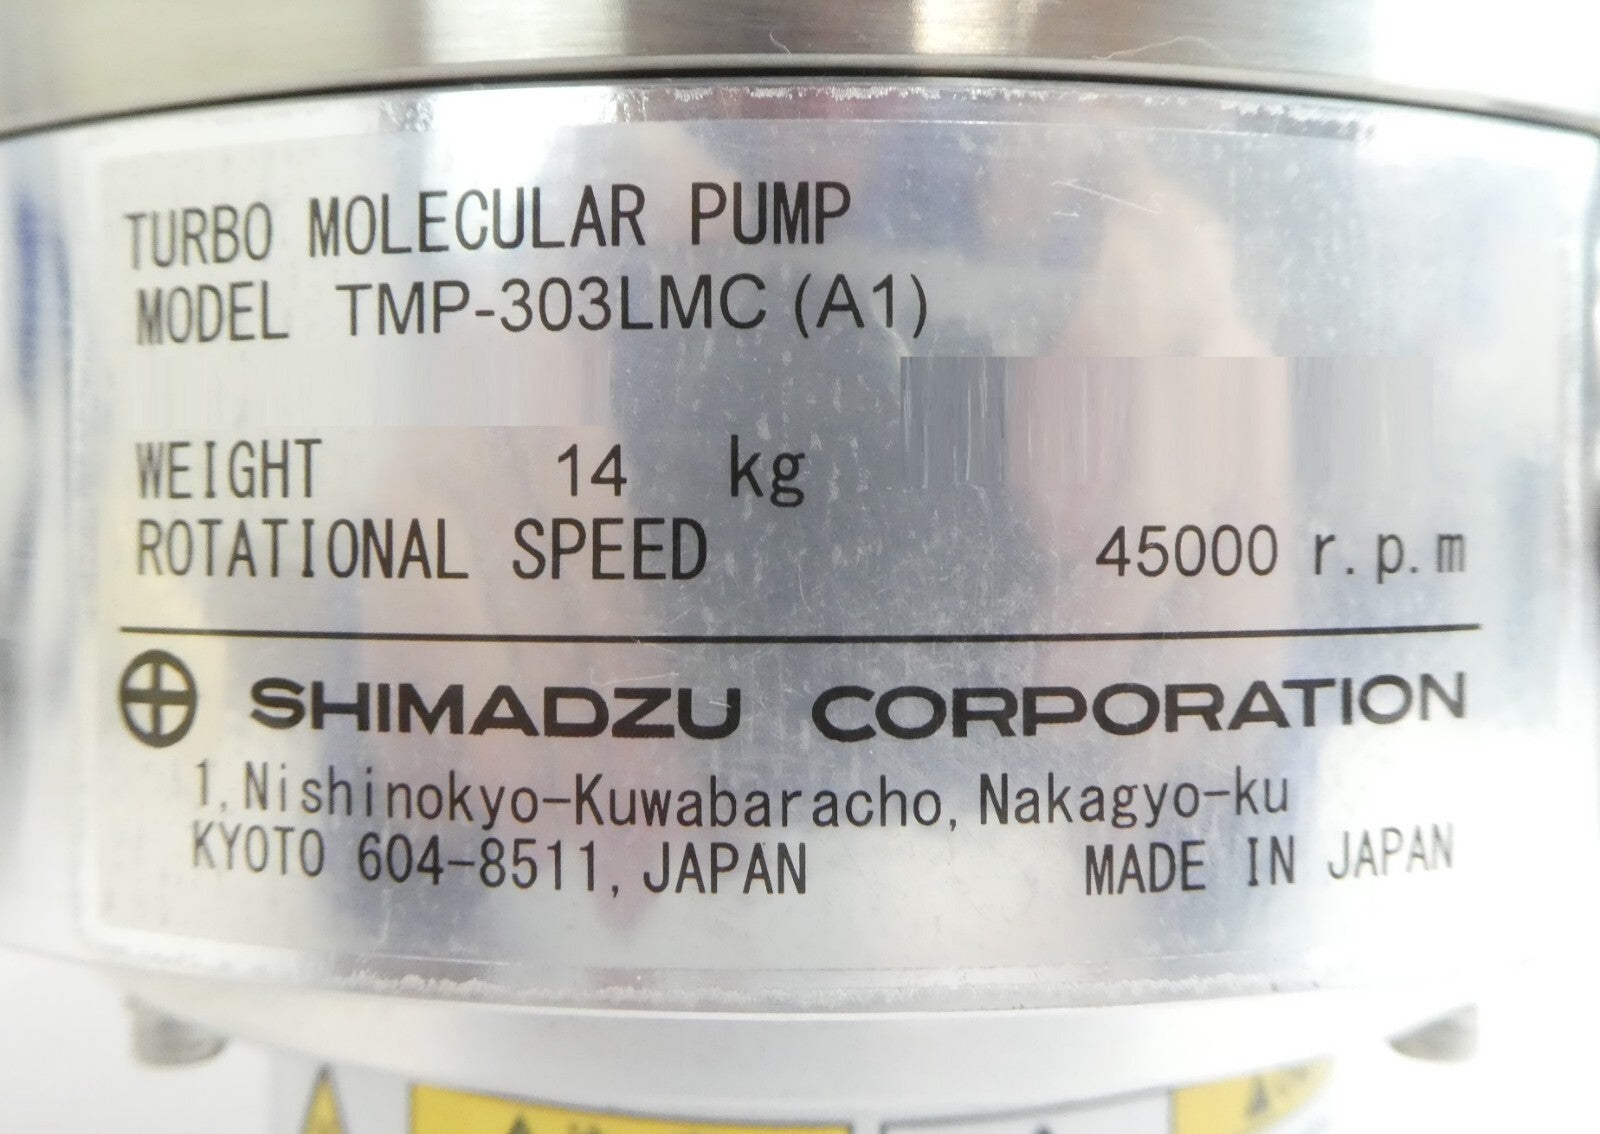 TURBO MOLECULAR PUMP
MODEL TMP-303LMC (A1)
WEIGHT 14 kg
ROTATIONAL SPEED 45000 r.p.m
SHIMADZU CORPORATION
1, Nishinokyo-Kuwabaracho, Nakagyo-ku
KYOTO 604-8511, JAPAN MADE IN JAPAN